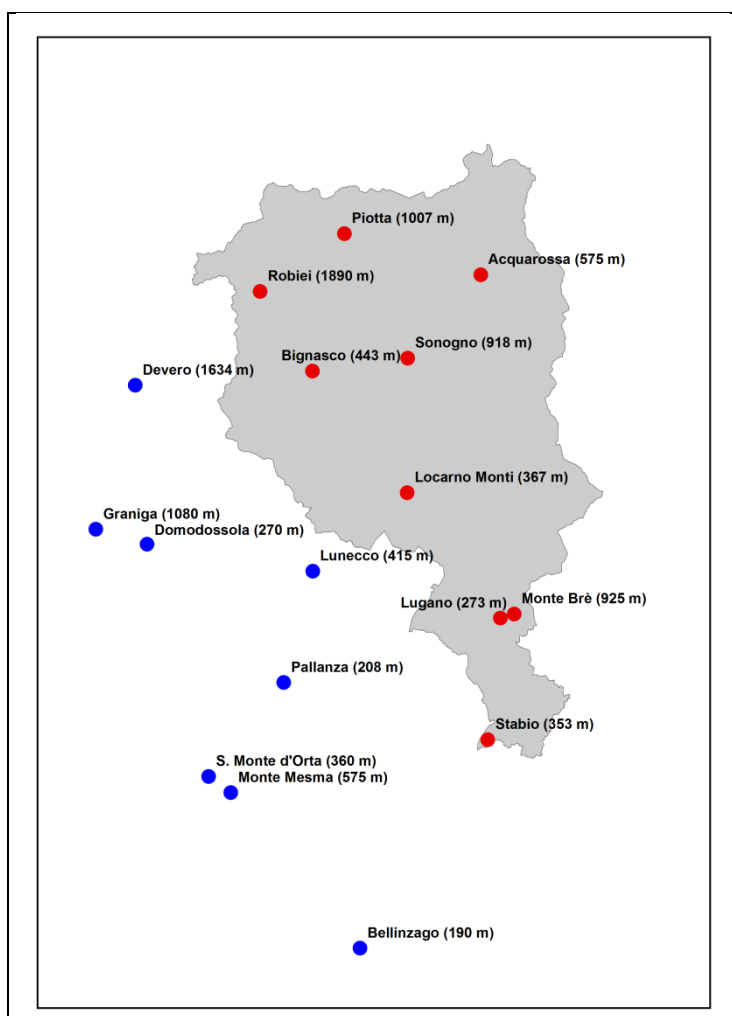 Piotta (1007 m)
Acquarossa (575 m)
Robiei (1890 m)
Sonogno (918 m)
Bignasco (443 m)
Devero (1634 m)
Locarno Monti (367 m)
Graniga (1080 m)
Domodossola (270 m)
Lunecco (415 m)
Monte Brè (925 m)
Lugano (273 m)
Pallanza (208 m)
Stabio (353 m)
S. Monte d'Orta (360 m)
Monte Mesma (575 m)
Bellinzago (190 m)